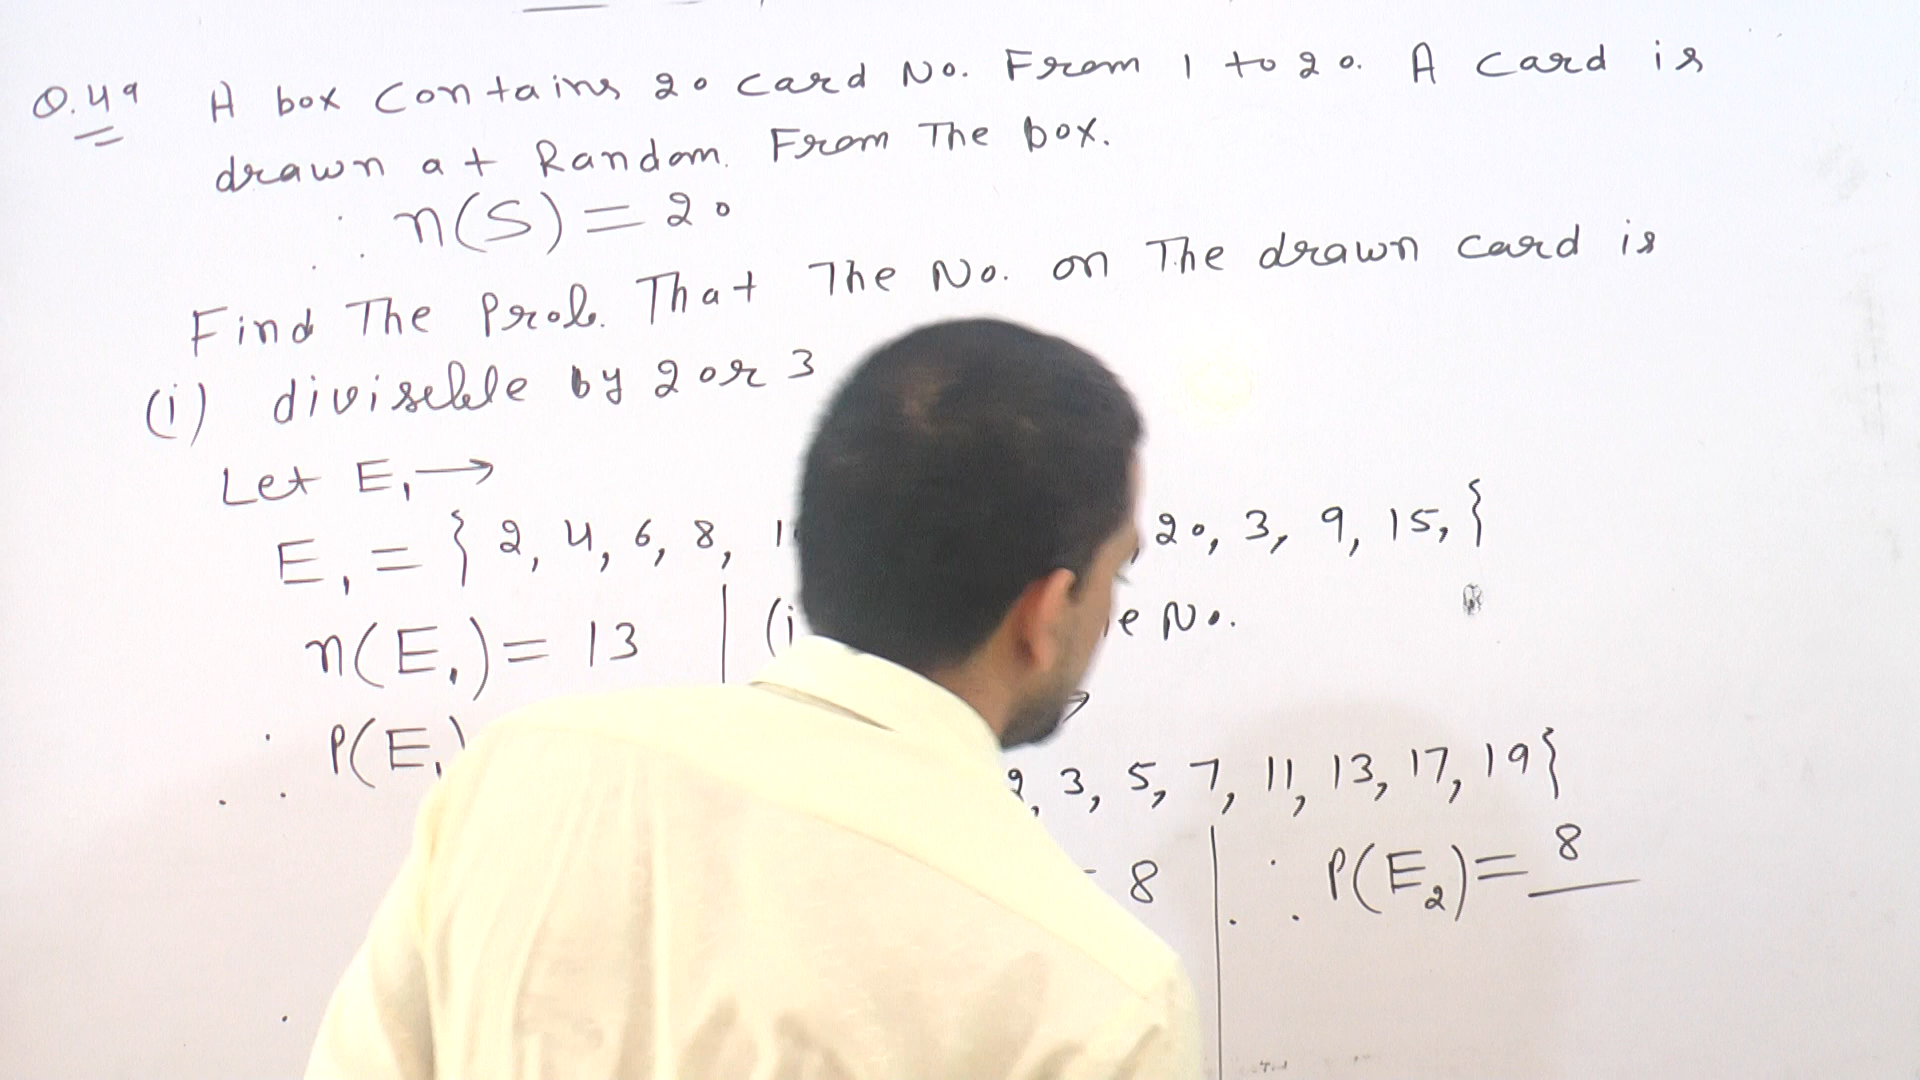 Q.49 A box contains 20 card No. From 1 to 20. A card is
drawn at Random. From The box.
∴ n(S) = 20
Find The Prob. That The No. on The drawn card is
(i) divisible by 2 or 3
Let E₁ →
E₁ = { 2, 4, 6, 8, , 20, 3, 9, 15, }
n(E₁) = 13
(i e No.
∴ P(E₁)
2, 3, 5, 7, 11, 13, 17, 19}
= 8
∴ P(E₂) = 8